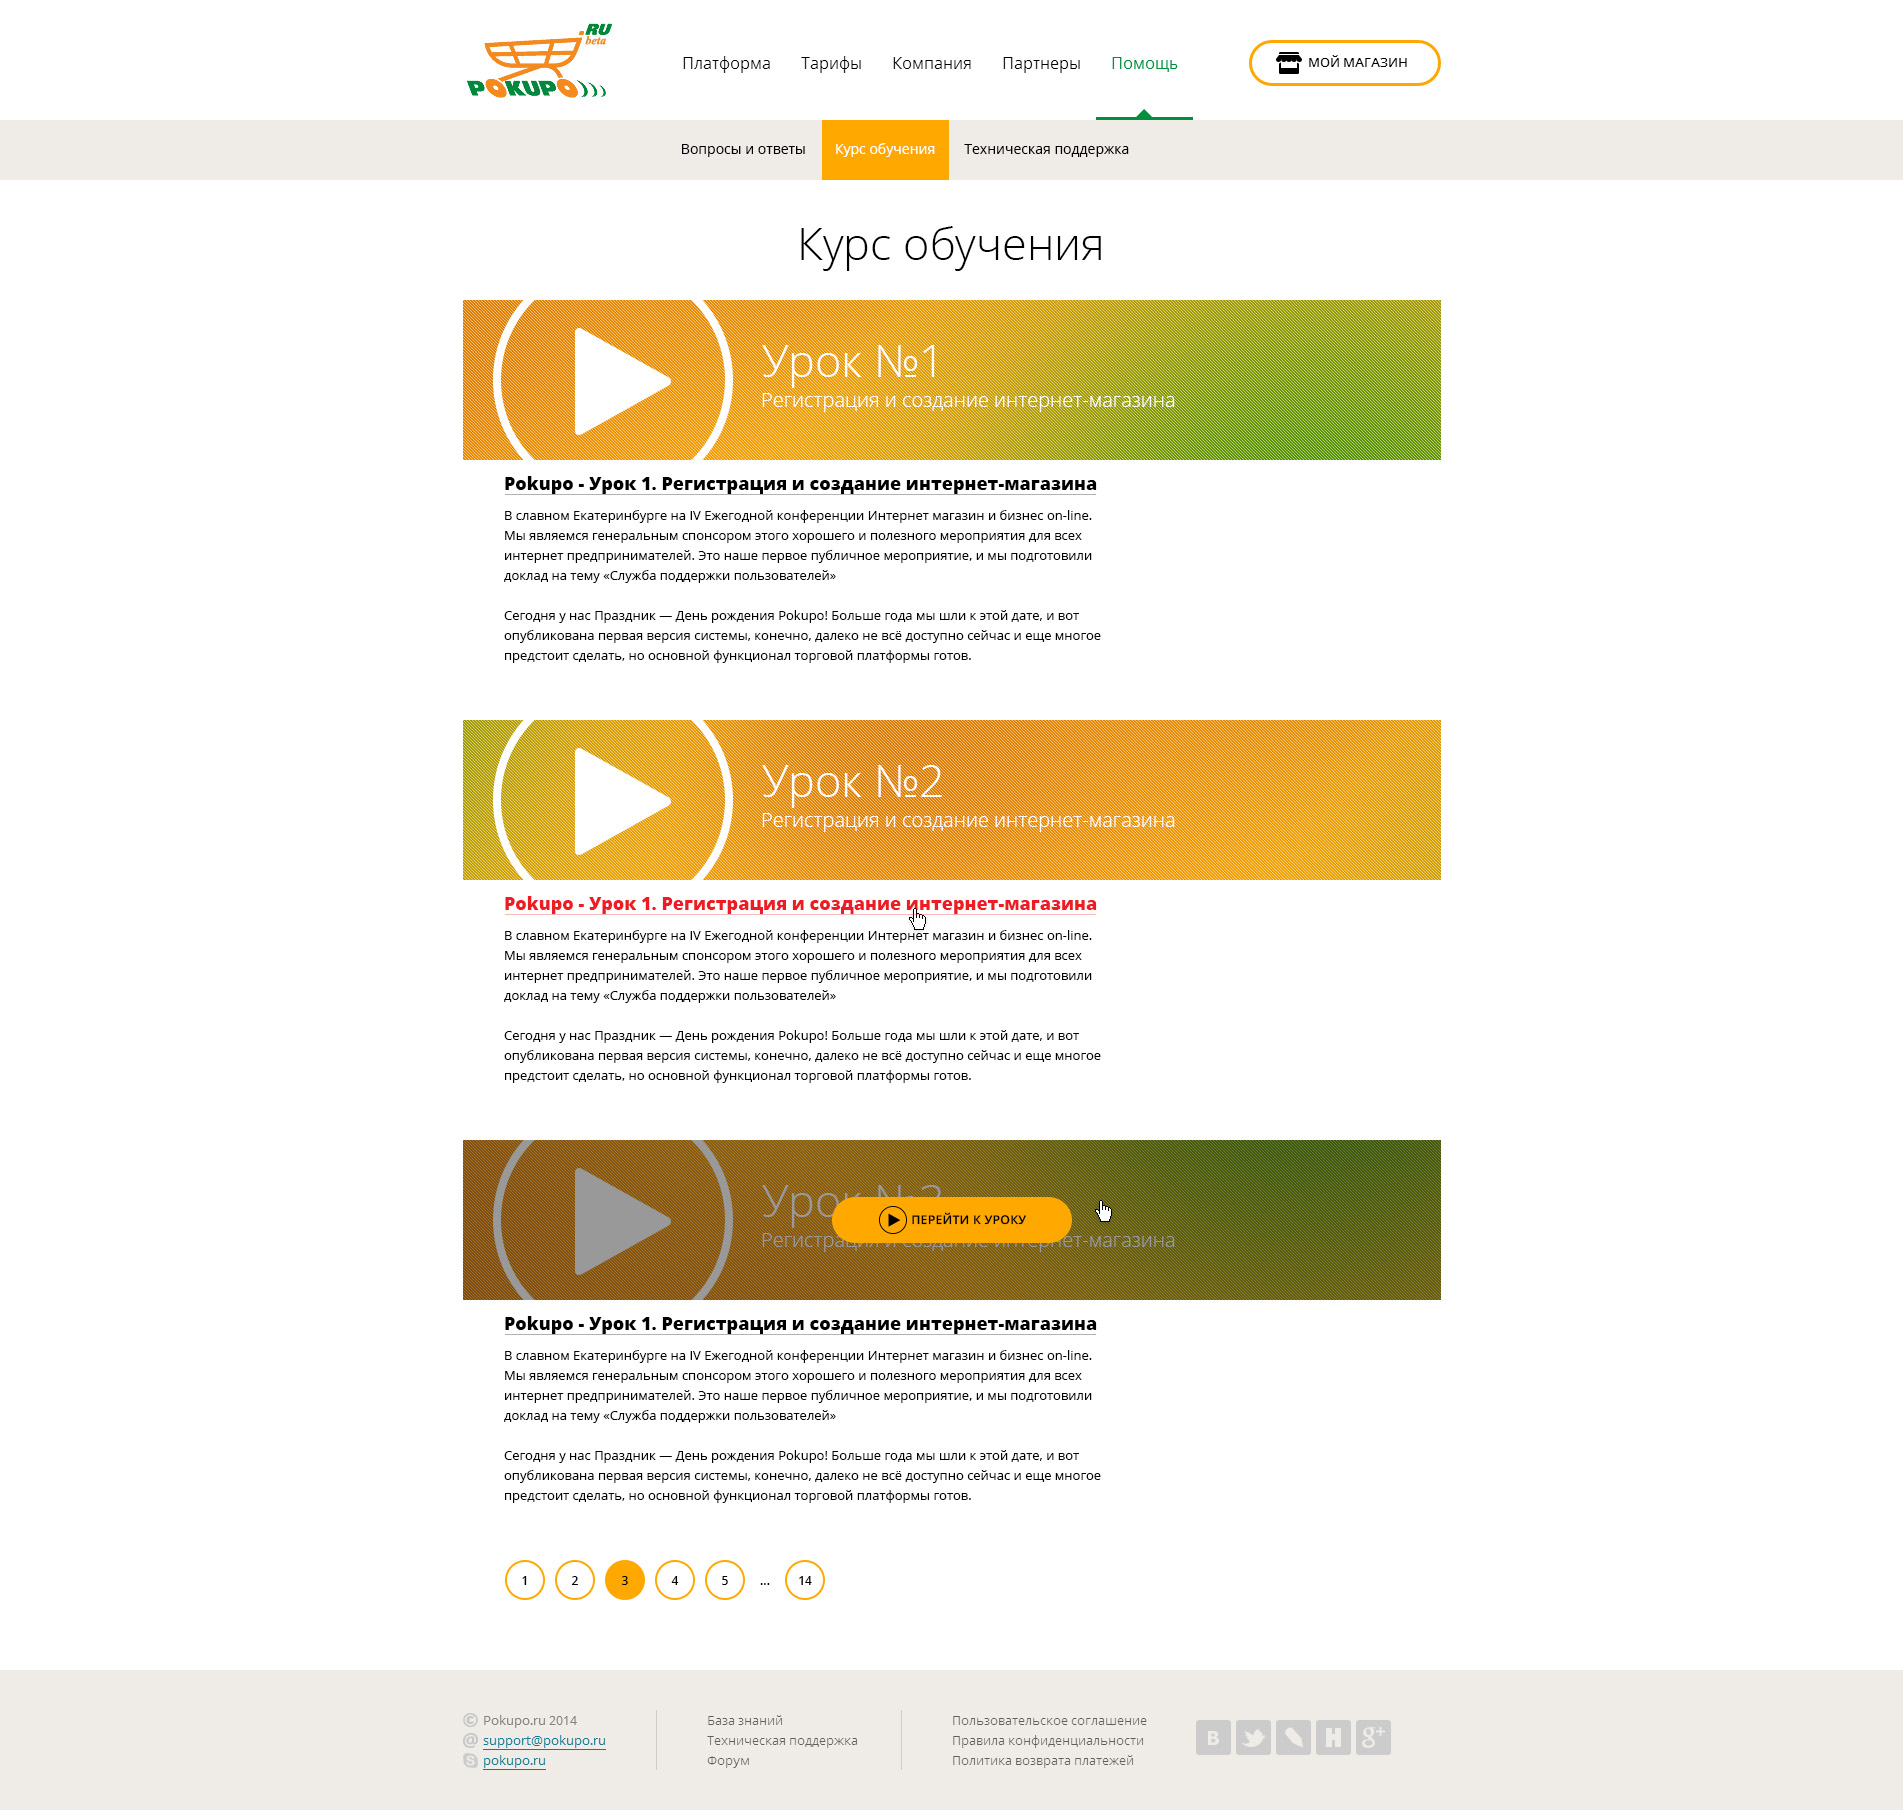 .RU
beta
POKUPO
Платформа Тарифы Компания Партнеры Помощь
МОЙ МАГАЗИН
Вопросы и ответы Курс обучения Техническая поддержка
Курс обучения
Урок №1
Регистрация и создание интернет-магазина
Pokupo - Урок 1. Регистрация и создание интернет-магазина
В славном Екатеринбурге на IV Ежегодной конференции Интернет магазин и бизнес on-line.
Мы являемся генеральным спонсором этого хорошего и полезного мероприятия для всех
интернет предпринимателей. Это наше первое публичное мероприятие, и мы подготовили
доклад на тему «Служба поддержки пользователей»
Сегодня у нас Праздник — День рождения Pokupo! Больше года мы шли к этой дате, и вот
опубликована первая версия системы, конечно, далеко не всё доступно сейчас и еще многое
предстоит сделать, но основной функционал торговой платформы готов.
Урок №2
Регистрация и создание интернет-магазина
Pokupo - Урок 1. Регистрация и создание интернет-магазина
В славном Екатеринбурге на IV Ежегодной конференции Интернет магазин и бизнес on-line.
Мы являемся генеральным спонсором этого хорошего и полезного мероприятия для всех
интернет предпринимателей. Это наше первое публичное мероприятие, и мы подготовили
доклад на тему «Служба поддержки пользователей»
Сегодня у нас Праздник — День рождения Pokupo! Больше года мы шли к этой дате, и вот
опубликована первая версия системы, конечно, далеко не всё доступно сейчас и еще многое
предстоит сделать, но основной функционал торговой платформы готов.
Урок №3
ПЕРЕЙТИ К УРОКУ
Регистрация и создание интернет-магазина
Pokupo - Урок 1. Регистрация и создание интернет-магазина
В славном Екатеринбурге на IV Ежегодной конференции Интернет магазин и бизнес on-line.
Мы являемся генеральным спонсором этого хорошего и полезного мероприятия для всех
интернет предпринимателей. Это наше первое публичное мероприятие, и мы подготовили
доклад на тему «Служба поддержки пользователей»
Сегодня у нас Праздник — День рождения Pokupo! Больше года мы шли к этой дате, и вот
опубликована первая версия системы, конечно, далеко не всё доступно сейчас и еще многое
предстоит сделать, но основной функционал торговой платформы готов.
1 2 3 4 5 ... 14
© Pokupo.ru 2014
@ support@pokupo.ru
pokupo.ru
База знаний
Техническая поддержка
Форум
Пользовательское соглашение
Правила конфиденциальности
Политика возврата платежей
В H g+